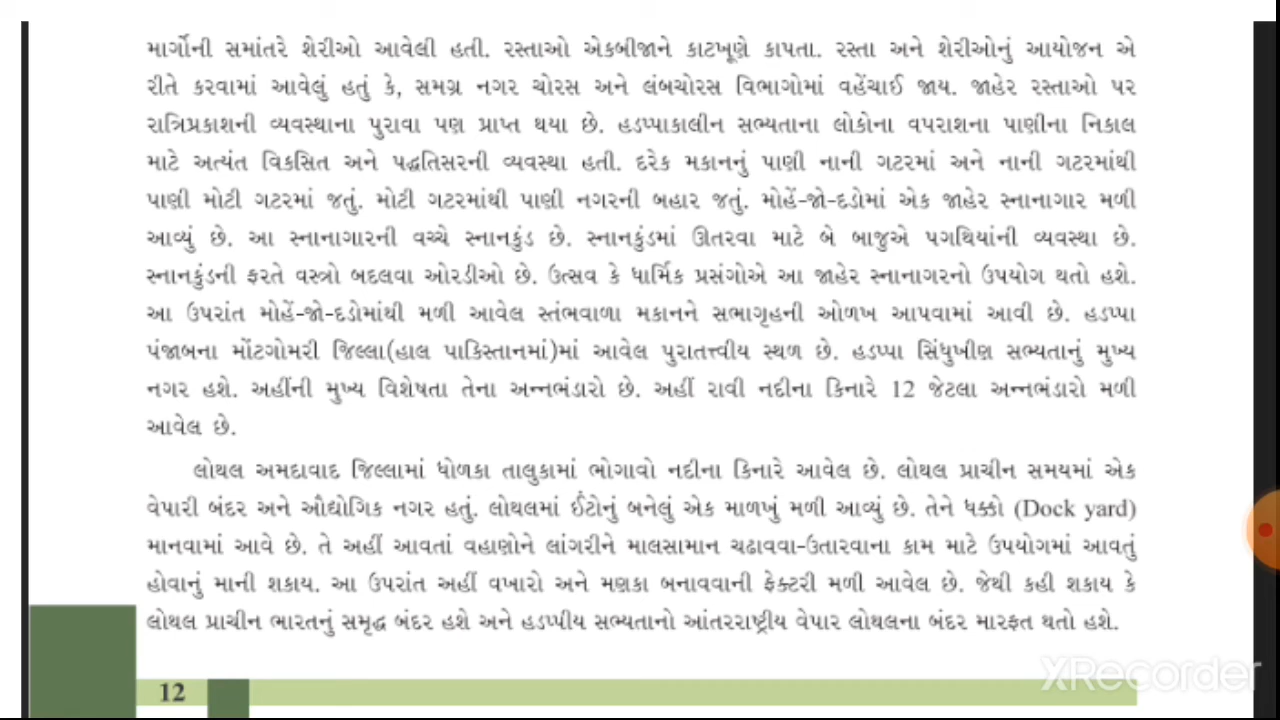 માર્ગોની સમાંતરે શેરીઓ આવેલી હતી. રસ્તાઓ એકબીજાને કાટખૂણે કાપતા. રસ્તા અને શેરીઓનું આયોજન એ
રીતે કરવામાં આવેલું હતું કે, સમગ્ર નગર ચોરસ અને લંબચોરસ વિભાગોમાં વહેંચાઈ જાય. જાહેર રસ્તાઓ પર
રાત્રિપ્રકાશની વ્યવસ્થાના પુરાવા પણ પ્રાપ્ત થયા છે. હડપ્પાકાલીન સભ્યતાના લોકોના વપરાશના પાણીના નિકાલ
માટે અત્યંત વિકસિત અને પદ્ધતિસરની વ્યવસ્થા હતી. દરેક મકાનનું પાણી નાની ગટરમાં અને નાની ગટરમાંથી
પાણી મોટી ગટરમાં જતું. મોટી ગટરમાંથી પાણી નગરની બહાર જતું. મોહેં-જો-દડોમાં એક જાહેર સ્નાનાગાર મળી
આવ્યું છે. આ સ્નાનાગારની વચ્ચે સ્નાનકુંડ છે. સ્નાનકુંડમાં ઊતરવા માટે બે બાજુએ પગથિયાંની વ્યવસ્થા છે.
સ્નાનકુંડની ફરતે વસ્ત્રો બદલવા ઓરડીઓ છે. ઉત્સવ કે ધાર્મિક પ્રસંગોએ આ જાહેર સ્નાનાગરનો ઉપયોગ થતો હશે.
આ ઉપરાંત મોહેં-જો-દડોમાંથી મળી આવેલ સ્તંભવાળા મકાનને સભાગૃહની ઓળખ આપવામાં આવી છે. હડપ્પા
પંજાબના મોંટગોમરી જિલ્લા(હાલ પાકિસ્તાનમાં)માં આવેલ પુરાતત્ત્વીય સ્થળ છે. હડપ્પા સિંધુખીણ સભ્યતાનું મુખ્ય
નગર હશે. અહીંની મુખ્ય વિશેષતા તેના અન્નભંડારો છે. અહીં રાવી નદીના કિનારે 12 જેટલા અન્નભંડારો મળી
આવેલ છે.
લોથલ અમદાવાદ જિલ્લામાં ધોળકા તાલુકામાં ભોગાવો નદીના કિનારે આવેલ છે. લોથલ પ્રાચીન સમયમાં એક
વેપારી બંદર અને ઔદ્યોગિક નગર હતું. લોથલમાં ઈંટોનું બનેલું એક માળખું મળી આવ્યું છે. તેને ધક્કો (Dock yard)
માનવામાં આવે છે. તે અહીં આવતાં વહાણોને લાંગરીને માલસામાન ચઢાવવા-ઉતારવાના કામ માટે ઉપયોગમાં આવતું
હોવાનું માની શકાય. આ ઉપરાંત અહીં વખારો અને મણકા બનાવવાની ફેક્ટરી મળી આવેલ છે. જેથી કહી શકાય કે
લોથલ પ્રાચીન ભારતનું સમૃદ્ધ બંદર હશે અને હડપ્પીય સભ્યતાનો આંતરરાષ્ટ્રીય વેપાર લોથલના બંદર મારફત થતો હશે.
12
XRecorder